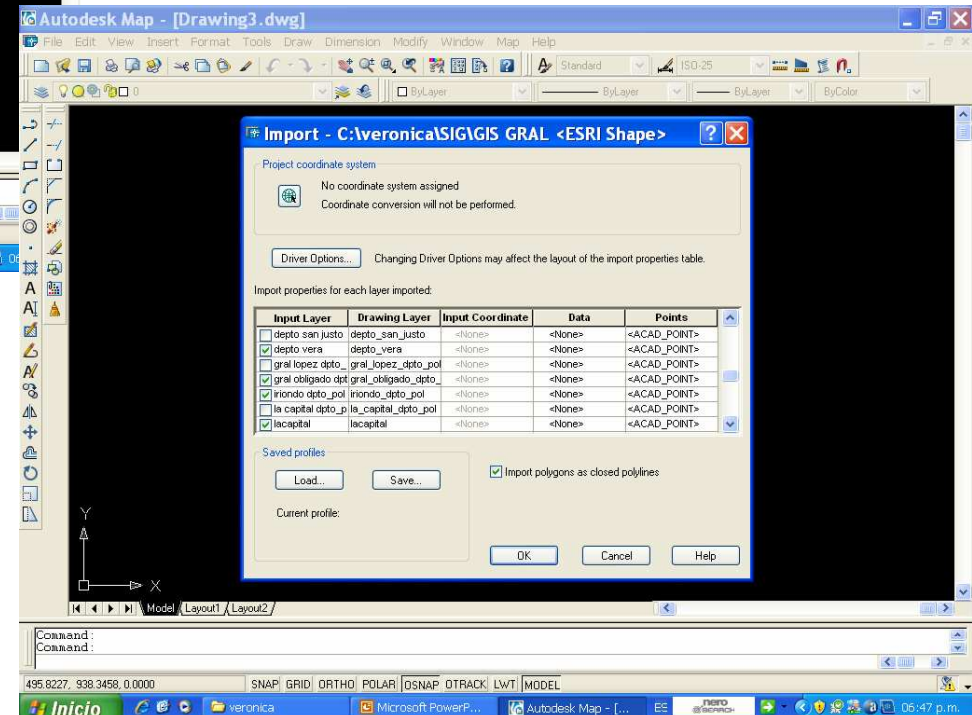 Autodesk Map - [Drawing3.dwg]
File Edit View Insert Format Tools Draw Dimension Modify Window Map Help
Standard ISO-25
0 ByLayer ByLayer ByLayer ByColor
Import - C:\veronica\SIG\GIS GRAL <ESRI Shape>
Project coordinate system
No coordinate system assigned
Coordinate conversion will not be performed.
Driver Options... Changing Driver Options may affect the layout of the import properties table.
Import properties for each layer imported:
Input Layer Drawing Layer Input Coordinate Data Points
depto san justo depto_san_justo <None> <None> <ACAD_POINT>
depto vera depto_vera <None> <None> <ACAD_POINT>
gral lopez dpto_ gral_lopez_dpto_pol <None> <None> <ACAD_POINT>
gral obligado dpt gral_obligado_dpto_ <None> <None> <ACAD_POINT>
iriondo dpto_pol iriondo_dpto_pol <None> <None> <ACAD_POINT>
la capital dpto_p la_capital_dpto_pol <None> <None> <ACAD_POINT>
lacapital lacapital <None> <None> <ACAD_POINT>
Saved profiles
Load... Save...
Import polygons as closed polylines
Current profile:
OK Cancel Help
Y
X
Model Layout1 Layout2
Command:
Command:
495.8227, 938.3458, 0.0000 SNAP GRID ORTHO POLAR OSNAP OTRACK LWT MODEL
Inicio veronica Microsoft PowerP... Autodesk Map - [... ES nero SEARCH 06:47 p.m.